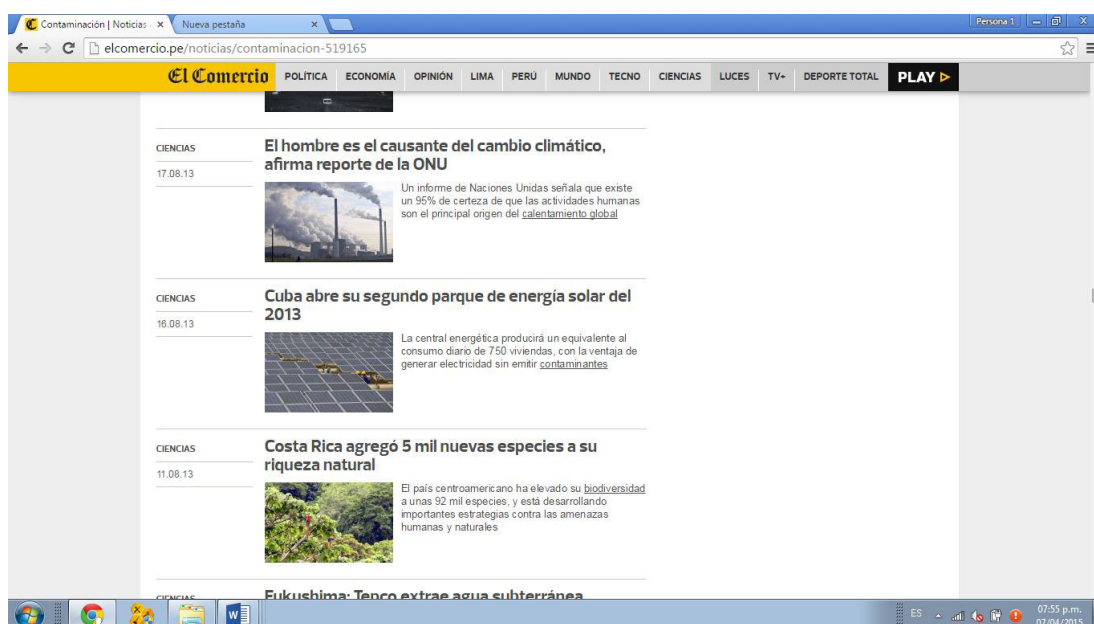 Contaminación | Noticias
Nueva pestaña
Persona 1
elcomercio.pe/noticias/contaminacion-519165
El Comercio POLÍTICA ECONOMÍA OPINIÓN LIMA PERÚ MUNDO TECNO CIENCIAS LUCES TV+ DEPORTE TOTAL PLAY
CIENCIAS
17.08.13
El hombre es el causante del cambio climático,
afirma reporte de la ONU
Un informe de Naciones Unidas señala que existe
un 95% de certeza de que las actividades humanas
son el principal origen del calentamiento global
CIENCIAS
16.08.13
Cuba abre su segundo parque de energía solar del
2013
La central energética producirá un equivalente al
consumo diario de 750 viviendas, con la ventaja de
generar electricidad sin emitir contaminantes
CIENCIAS
11.08.13
Costa Rica agregó 5 mil nuevas especies a su
riqueza natural
El país centroamericano ha elevado su biodiversidad
a unas 92 mil especies, y está desarrollando
importantes estrategias contra las amenazas
humanas y naturales
CIENCIAS
Fukushima: Tepco extrae agua subterránea
ES
07:55 p.m.
07/04/2015